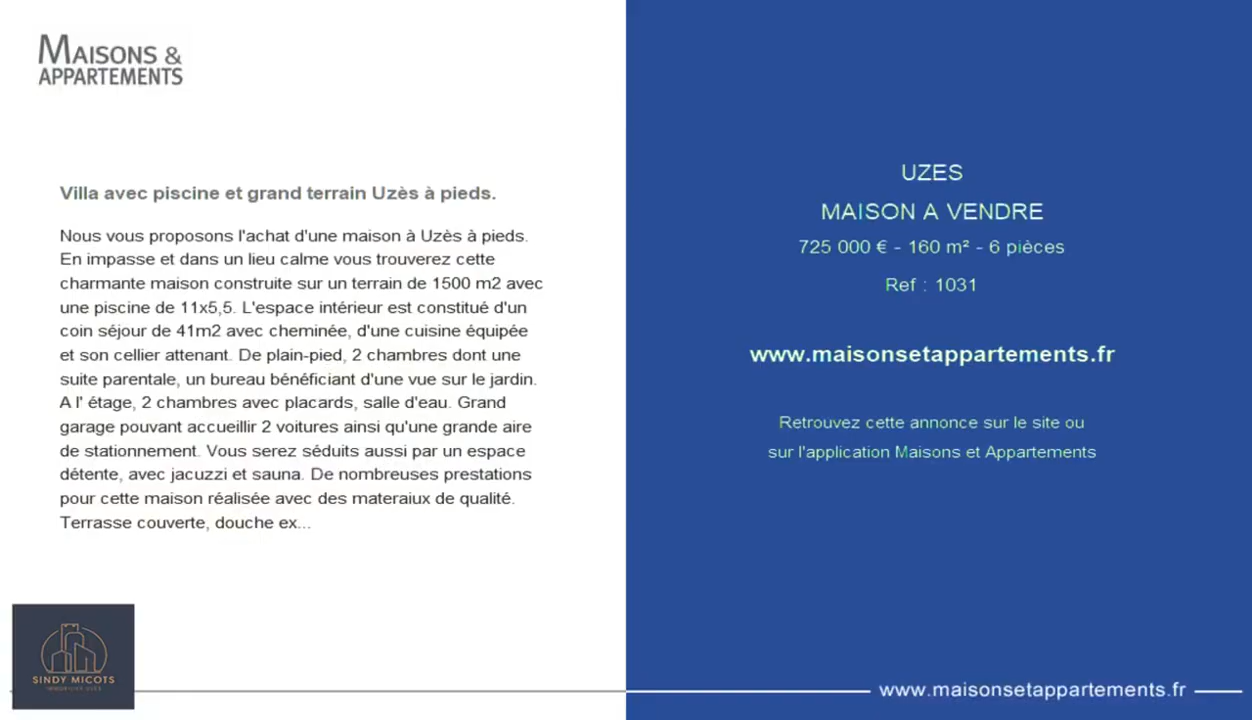 MAISONS &
APPARTEMENTS
Villa avec piscine et grand terrain Uzès à pieds.
Nous vous proposons l'achat d'une maison à Uzès à pieds.
En impasse et dans un lieu calme vous trouverez cette
charmante maison construite sur un terrain de 1500 m2 avec
une piscine de 11x5,5. L'espace intérieur est constitué d'un
coin séjour de 41m2 avec cheminée, d'une cuisine équipée
et son cellier attenant. De plain-pied, 2 chambres dont une
suite parentale, un bureau bénéficiant d'une vue sur le jardin.
A l' étage, 2 chambres avec placards, salle d'eau. Grand
garage pouvant accueillir 2 voitures ainsi qu'une grande aire
de stationnement. Vous serez séduits aussi par un espace
détente, avec jacuzzi et sauna. De nombreuses prestations
pour cette maison réalisée avec des materaiux de qualité.
Terrasse couverte, douche ex...
SINDY MICOTS
UZES
MAISON A VENDRE
725 000 € - 160 m² - 6 pièces
Ref : 1031
www.maisonsetappartements.fr
Retrouvez cette annonce sur le site ou
sur l'application Maisons et Appartements
www.maisonsetappartements.fr